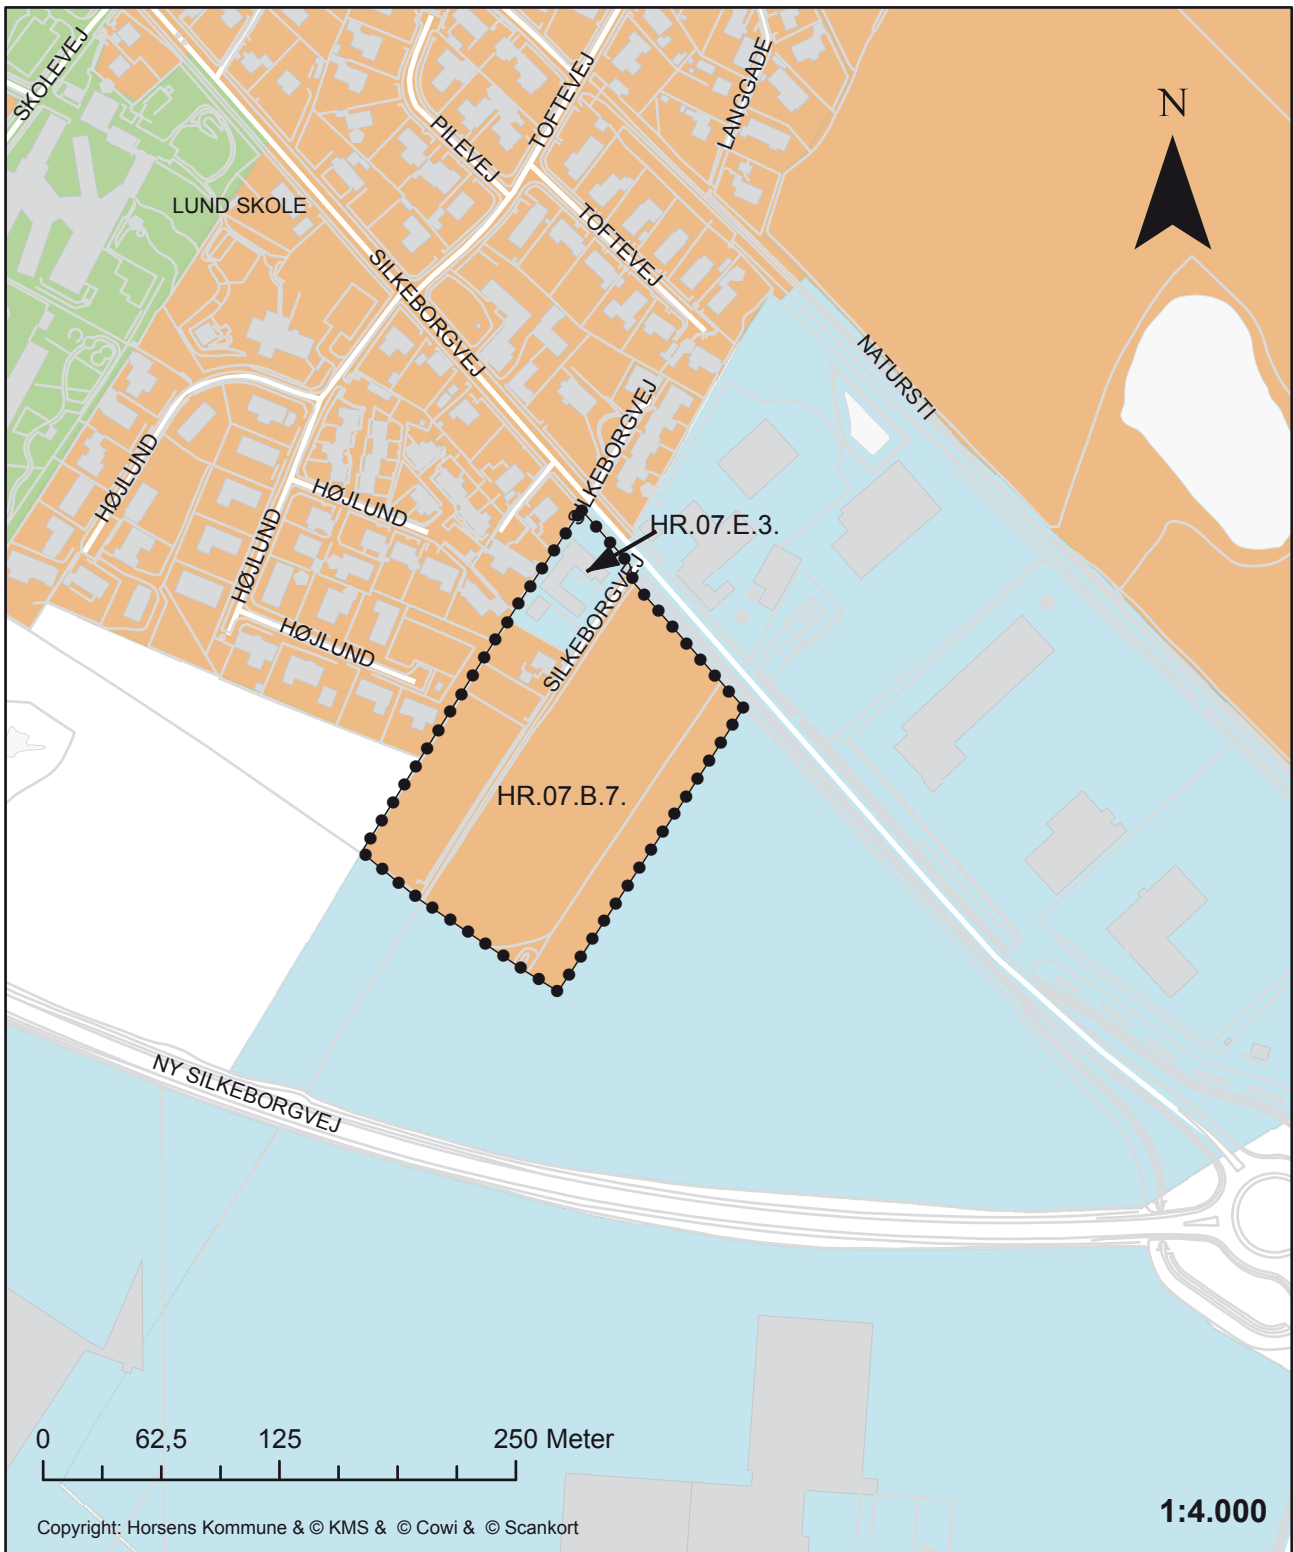 SKOLEVEJ
LANGGADE
TOFTEVEJ
N
PILEVEJ
LUND SKOLE
TOFTEVEJ
SILKEBORGVEJ
NATURSTI
SILKEBORGVEJ
HØJLUND
HØJLUND
HR.07.E.3.
HØJLUND
SILKEBORGVEJ
HØJLUND
HR.07.B.7.
NY SILKEBORGVEJ
0 62,5 125 250 Meter
1:4.000
Copyright: Horsens Kommune & © KMS & © Cowi & © Scankort